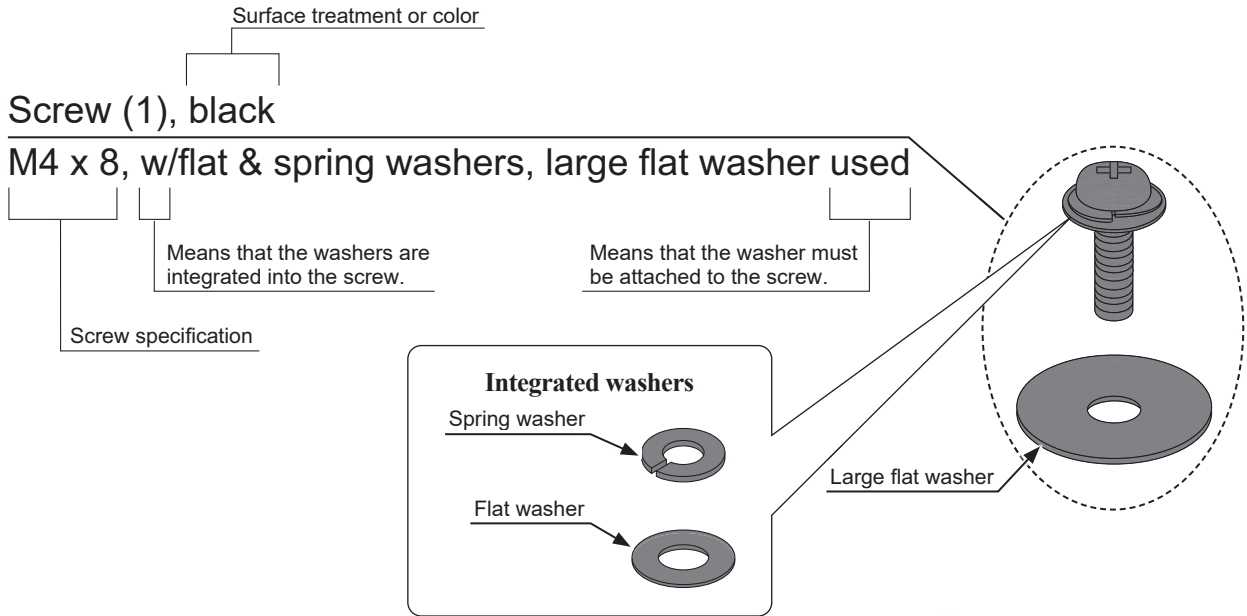 Surface treatment or color
Screw (1), black
M4 x 8, w/flat & spring washers, large flat washer used
Means that the washers are
integrated into the screw.
Means that the washer must
be attached to the screw.
Screw specification
Integrated washers
Spring washer
Flat washer
Large flat washer